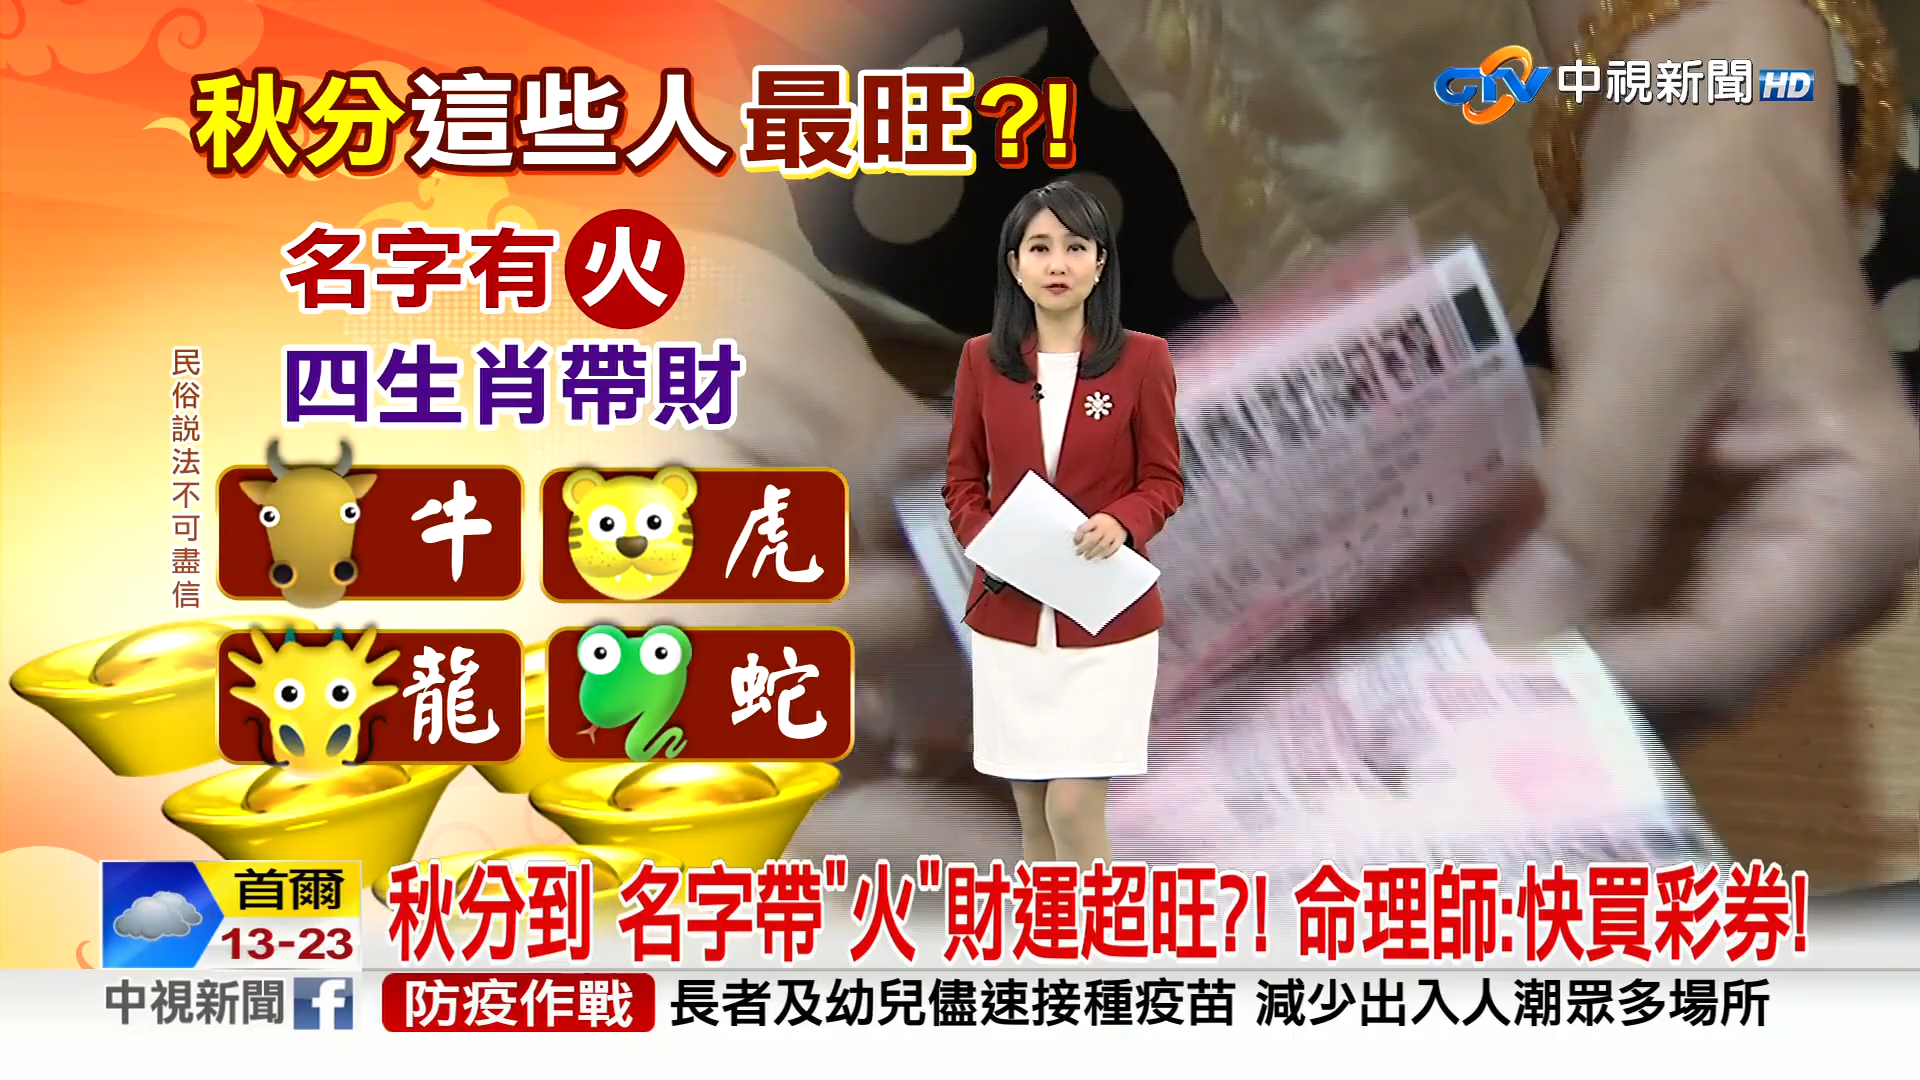 秋分這些人最旺?!
CTV中視新聞HD
名字有火
四生肖帶財
民俗説法不可盡信
牛
虎
龍
蛇
首爾
13-23
秋分到 名字帶"火"財運超旺?! 命理師:快買彩券!
中視新聞 f
防疫作戰 長者及幼兒儘速接種疫苗 減少出入人潮眾多場所